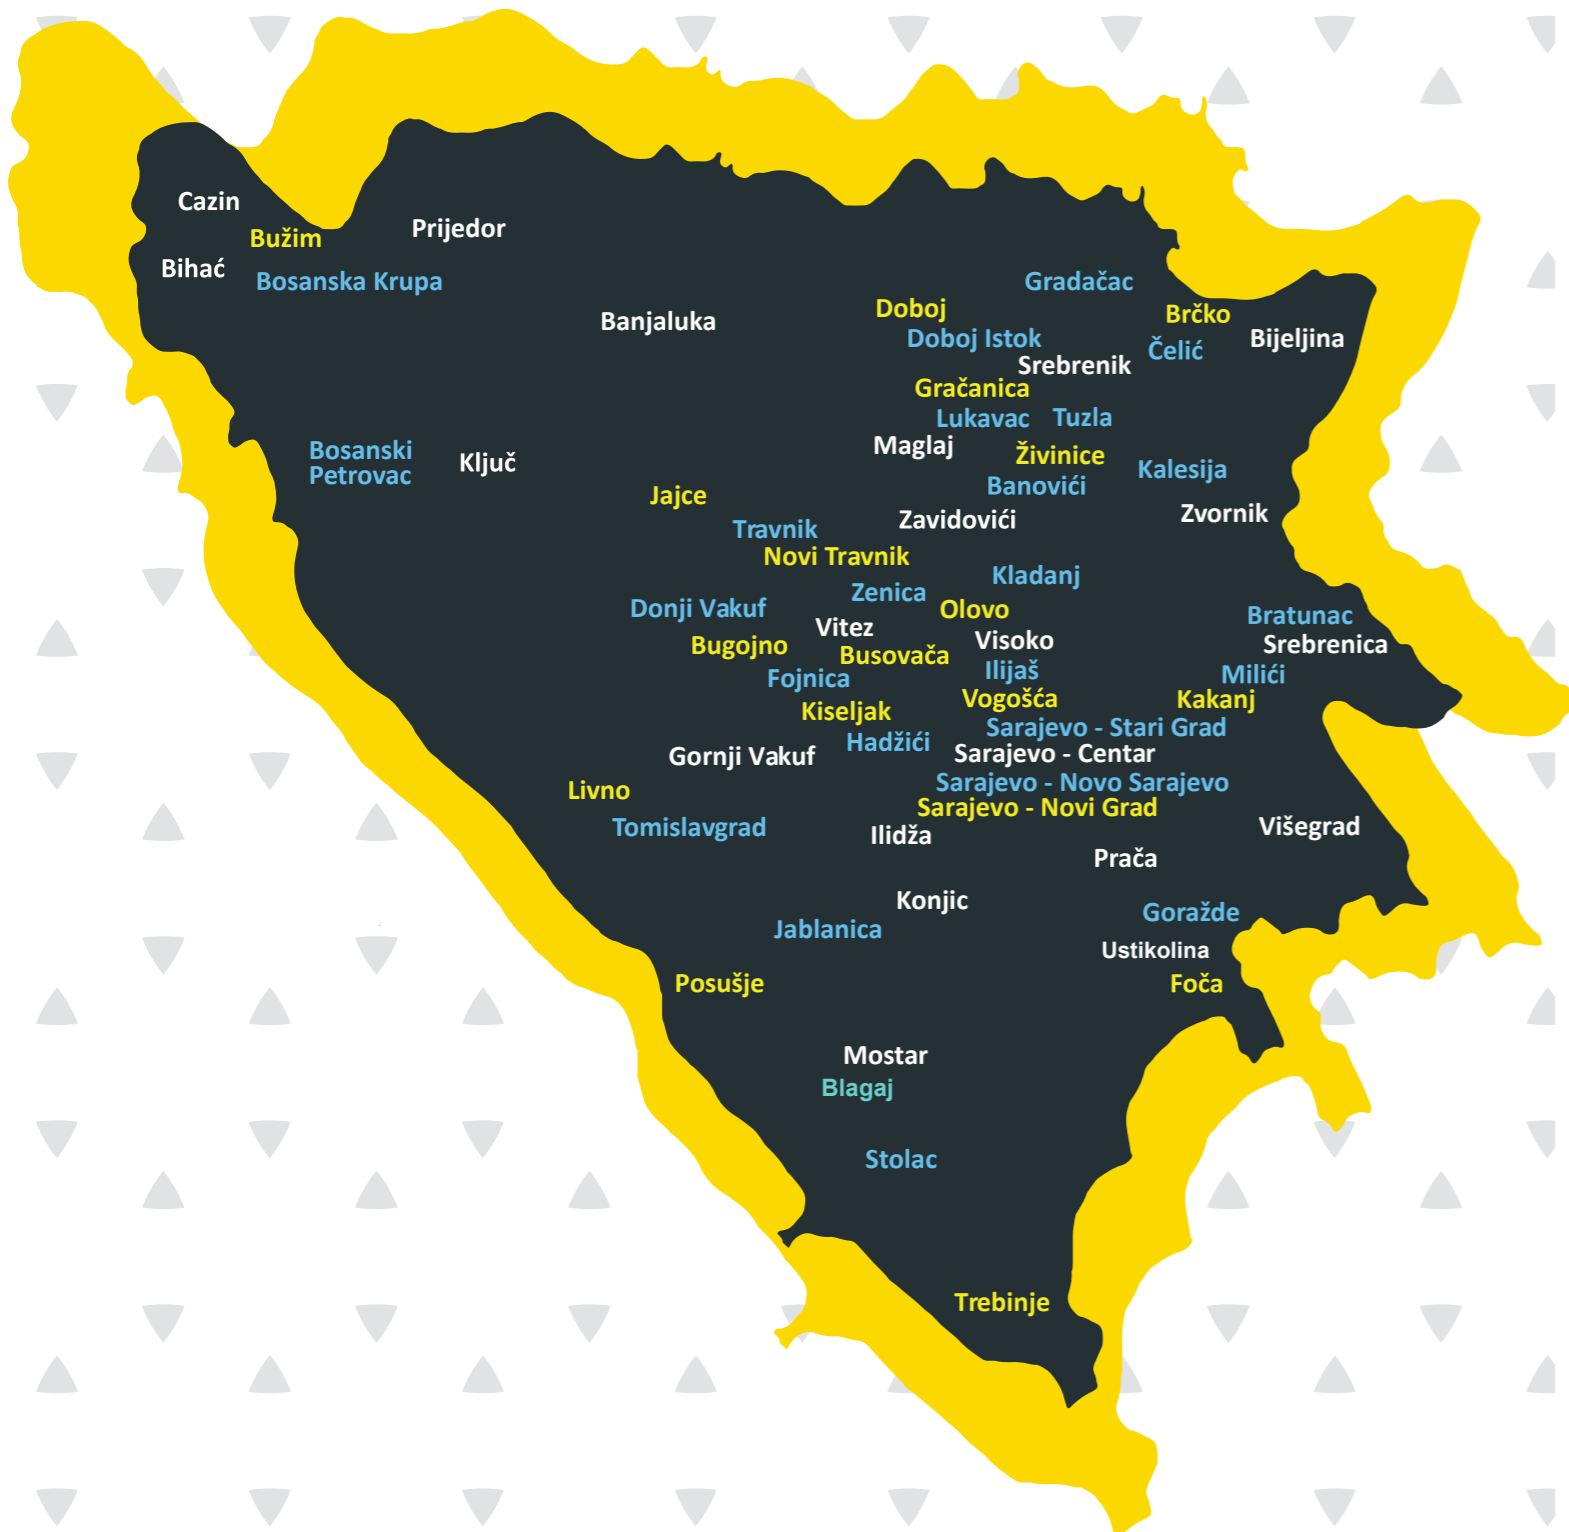 Cazin
Prijedor
Bužim
Bihać
Bosanska Krupa
Gradačac
Doboj
Brčko
Banjaluka
Doboj Istok
Bijeljina
Čelić
Srebrenik
Gračanica
Lukavac
Tuzla
Maglaj
Bosanski
Petrovac
Ključ
Živinice
Kalesija
Banovići
Jajce
Zavidovići
Zvornik
Travnik
Novi Travnik
Kladanj
Zenica
Donji Vakuf
Olovo
Bratunac
Vitez
Visoko
Srebrenica
Bugojno
Busovača
Ilijaš
Fojnica
Milići
Vogošća
Kakanj
Kiseljak
Sarajevo - Stari Grad
Hadžići
Sarajevo - Centar
Gornji Vakuf
Sarajevo - Novo Sarajevo
Livno
Sarajevo - Novi Grad
Tomislavgrad
Višegrad
Ilidža
Prača
Konjic
Goražde
Jablanica
Ustikolina
Posušje
Foča
Mostar
Blagaj
Stolac
Trebinje